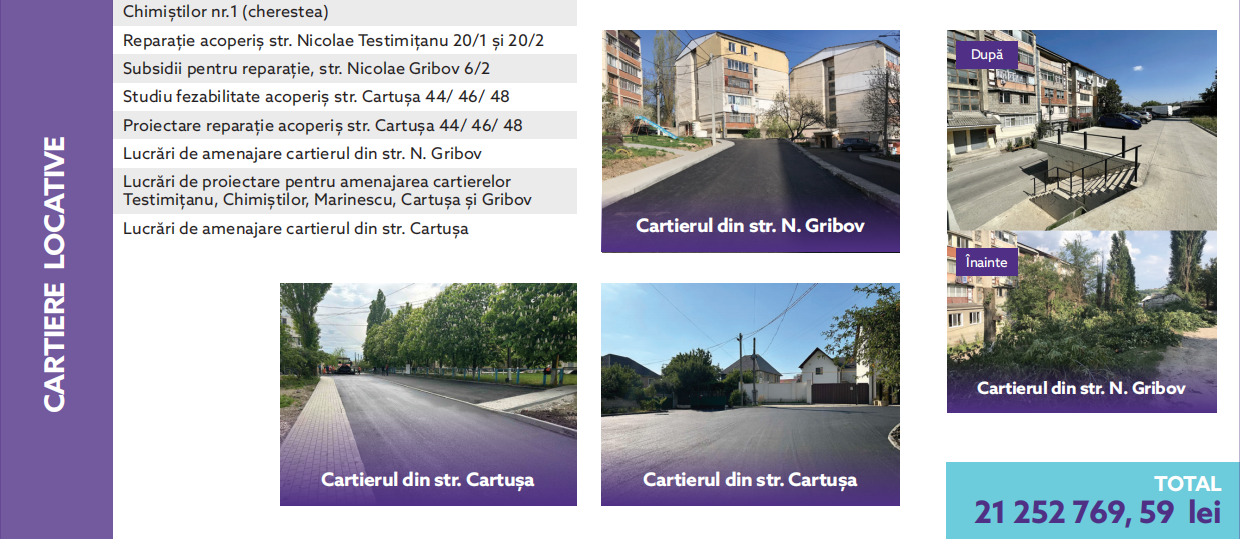 CARTIERE LOCATIVE
Chimiștilor nr.1 (cherestea)
Reparație acoperiș str. Nicolae Testimițanu 20/1 și 20/2
Subsidii pentru reparație, str. Nicolae Gribov 6/2
Studiu fezabilitate acoperiș str. Cartușa 44/ 46/ 48
Proiectare reparație acoperiș str. Cartușa 44/ 46/ 48
Lucrări de amenajare cartierul din str. N. Gribov
Lucrări de proiectare pentru amenajarea cartierelor
Testimițanu, Chimiștilor, Marinescu, Cartușa și Gribov
Lucrări de amenajare cartierul din str. Cartușa
Cartierul din str. N. Gribov
După
Înainte
Cartierul din str. N. Gribov
Cartierul din str. Cartușa
Cartierul din str. Cartușa
TOTAL
21 252 769, 59 lei